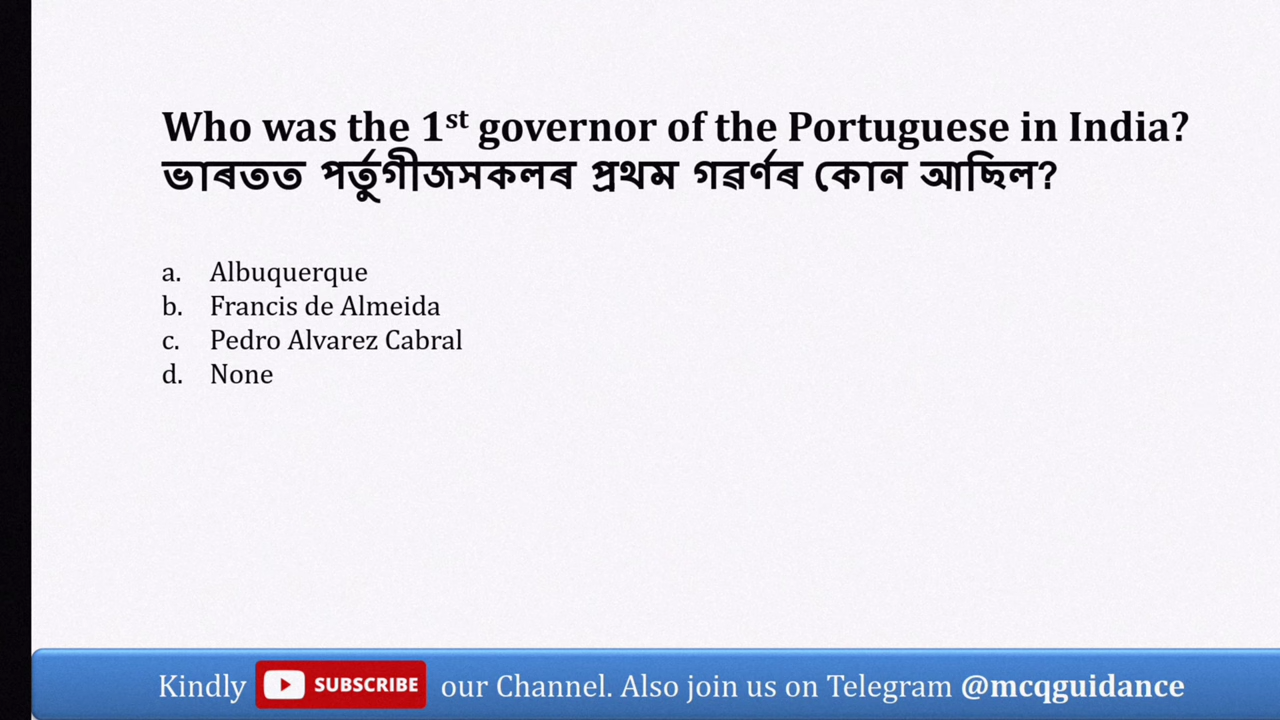 Who was the 1st governor of the Portuguese in India?
ভাৰতত পৰ্তুগীজসকলৰ প্ৰথম গৱৰ্ণৰ কোন আছিল?
a. Albuquerque
b. Francis de Almeida
c. Pedro Alvarez Cabral
d. None
Kindly SUBSCRIBE our Channel. Also join us on Telegram @mcqguidance